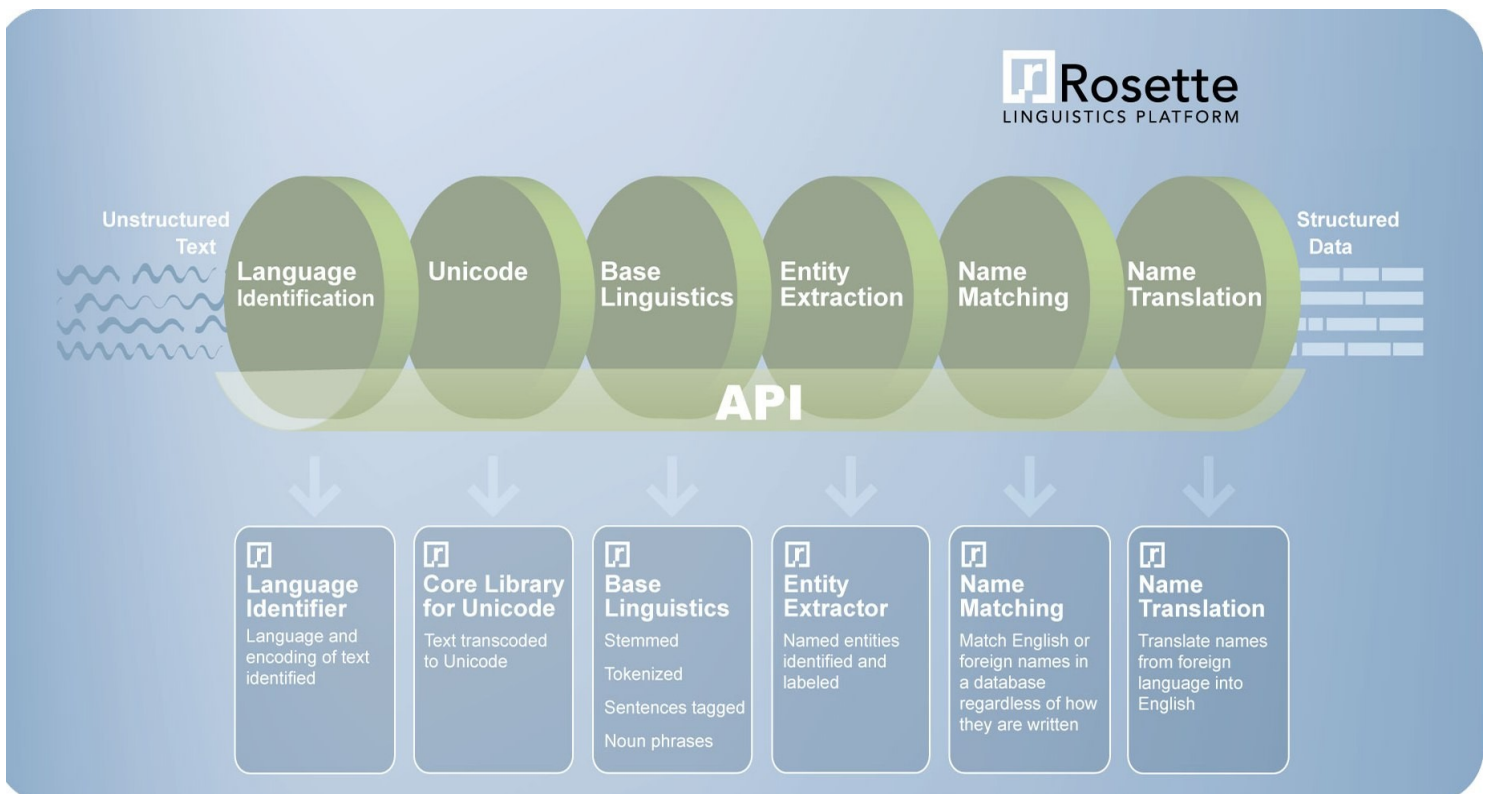 Rosette
LINGUISTICS PLATFORM
Unstructured
Text
Language
Identification
Unicode
Base
Linguistics
Entity
Extraction
Name
Matching
Name
Translation
Structured
Data
API
Language
Identifier
Language and
encoding of text
identified
Core Library
for Unicode
Text transcoded
to Unicode
Base
Linguistics
Stemmed
Tokenized
Sentences tagged
Noun phrases
Entity
Extractor
Named entities
identified and
labeled
Name
Matching
Match English or
foreign names in
a database
regardless of how
they are written
Name
Translation
Translate names
from foreign
language into
English